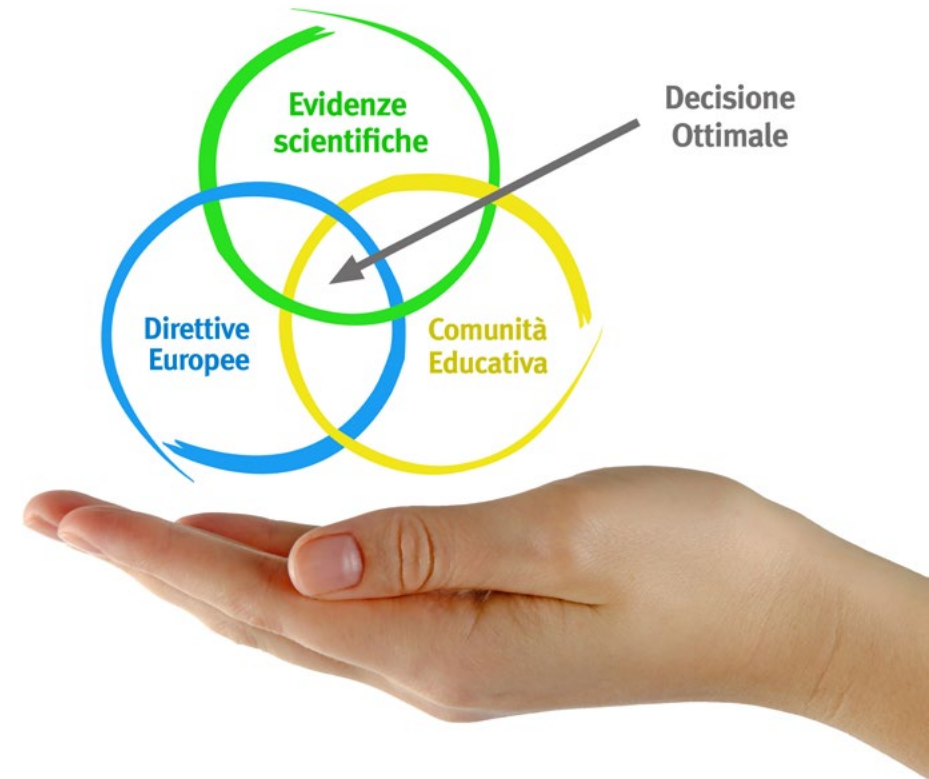 Evidenze
scientifiche
Decisione
Ottimale
Direttive
Europee
Comunità
Educativa